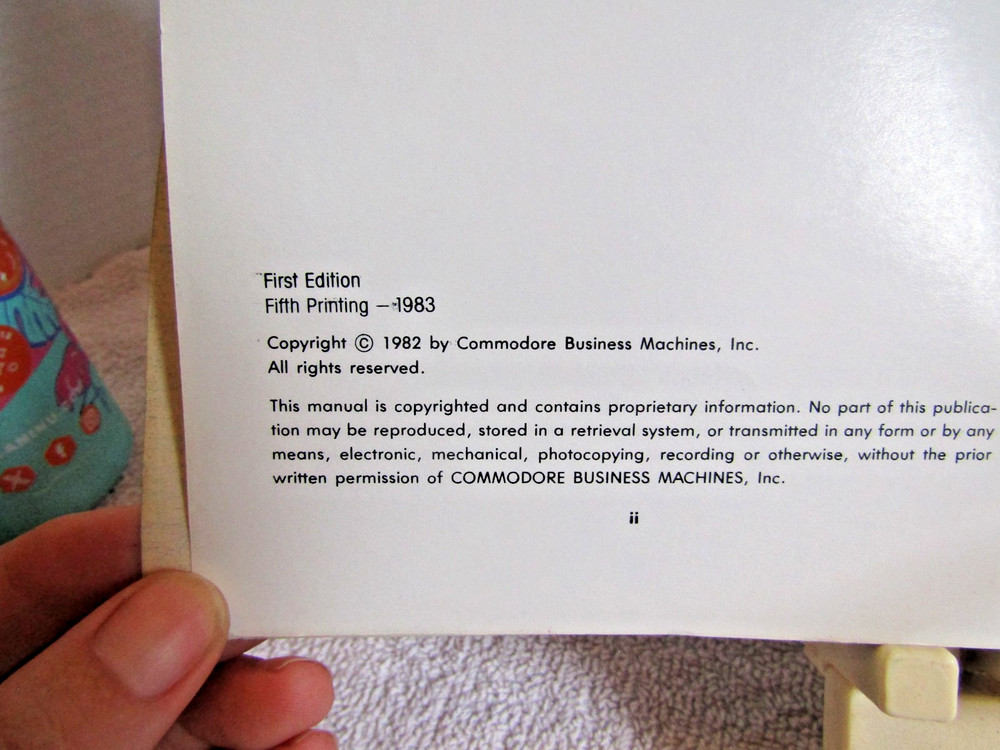 First Edition
Fifth Printing — 1983
Copyright © 1982 by Commodore Business Machines, Inc.
All rights reserved.
This manual is copyrighted and contains proprietary information. No part of this publica-
tion may be reproduced, stored in a retrieval system, or transmitted in any form or by any
means, electronic, mechanical, photocopying, recording or otherwise, without the prior
written permission of COMMODORE BUSINESS MACHINES, Inc.
ii